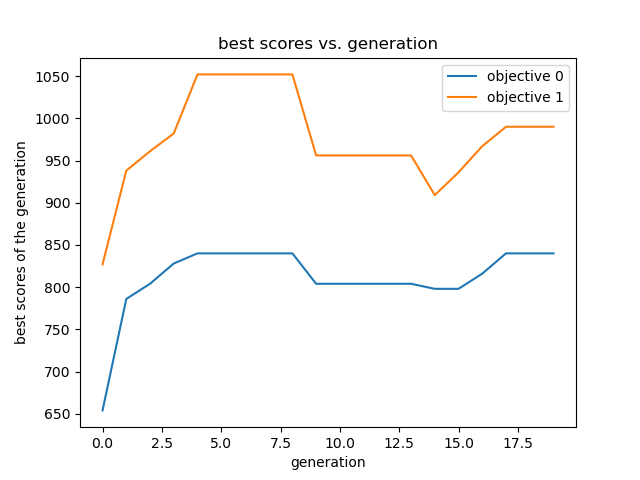 best scores vs. generation
objective 0
objective 1
best scores of the generation
1050
1000
950
900
850
800
750
700
650
0.0 2.5 5.0 7.5 10.0 12.5 15.0 17.5
generation